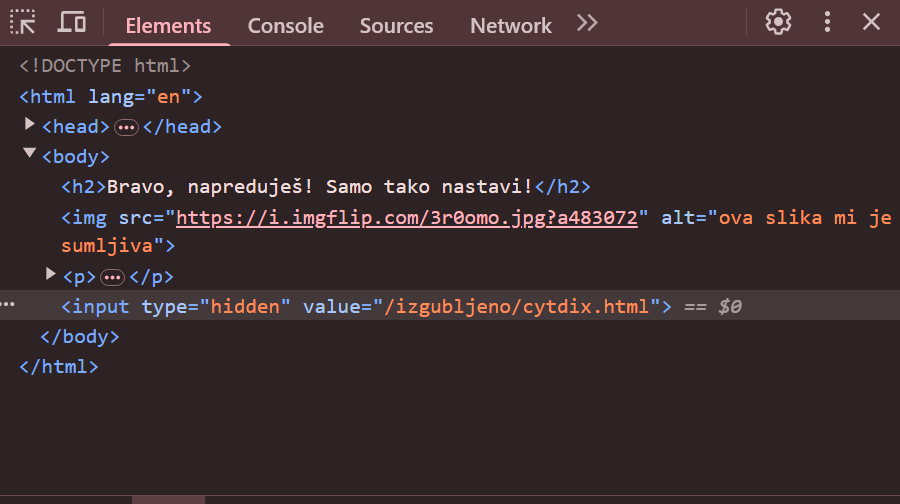 Elements Console Sources Network
<!DOCTYPE html>
<html lang="en">
<head> ••• </head>
<body>
<h2>Bravo, napreduješ! Samo tako nastavi!</h2>
<img src="https://i.imgflip.com/3r0omo.jpg?a483072" alt="ova slika mi je
sumljiva">
<p> ••• </p>
<input type="hidden" value="/izgubljeno/cytdix.html"> == $0
</body>
</html>